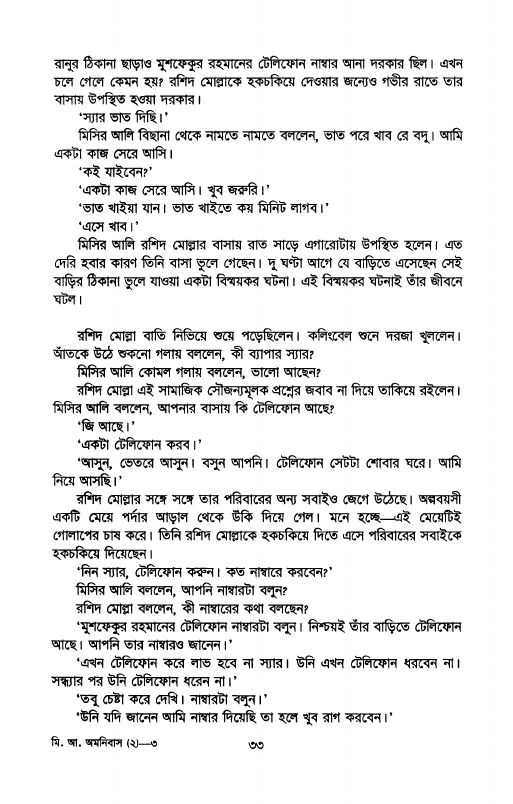 রানুর ঠিকানা ছাড়াও মুশফেকুর রহমানের টেলিফোন নাম্বার আনা দরকার ছিল। এখন
চলে গেলে কেমন হয়? রশিদ মোল্লাকে হকচকিয়ে দেওয়ার জন্যেও গভীর রাতে তার
বাসায় উপস্থিত হওয়া দরকার।
‘স্যার ভাত দিছি।’
মিসির আলি বিছানা থেকে নামতে নামতে বললেন, ভাত পরে খাব রে বদু। আমি
একটা কাজ সেরে আসি।
‘কই যাইবেন?’
‘একটা কাজ সেরে আসি। খুব জরুরি।’
‘ভাত খাইয়া যান। ভাত খাইতে কয় মিনিট লাগব।’
‘এসে খাব।’
মিসির আলি রশিদ মোল্লার বাসায় রাত সাড়ে এগারোটায় উপস্থিত হলেন। এত
দেরি হবার কারণ তিনি বাসা ভুলে গেছেন। দু ঘণ্টা আগে যে বাড়িতে এসেছেন সেই
বাড়ির ঠিকানা ভুলে যাওয়া একটা বিস্ময়কর ঘটনা। এই বিস্ময়কর ঘটনাই তাঁর জীবনে
ঘটল।
রশিদ মোল্লা বাতি নিভিয়ে শুয়ে পড়েছিলেন। কলিংবেল শুনে দরজা খুললেন।
আঁতকে উঠে শুকনো গলায় বললেন, কী ব্যাপার স্যার?
মিসির আলি কোমল গলায় বললেন, ভালো আছেন?
রশিদ মোল্লা এই সামাজিক সৌজন্যমূলক প্রশ্নের জবাব না দিয়ে তাকিয়ে রইলেন।
মিসির আলি বললেন, আপনার বাসায় কি টেলিফোন আছে?
‘জি আছে।’
‘একটা টেলিফোন করব।’
‘আসুন, ভেতরে আসুন। বসুন আপনি। টেলিফোন সেটটা শোবার ঘরে। আমি
নিয়ে আসছি।’
রশিদ মোল্লার সঙ্গে সঙ্গে তার পরিবারের অন্য সবাইও জেগে উঠেছে। অল্পবয়সী
একটি মেয়ে পর্দার আড়াল থেকে উঁকি দিয়ে গেল। মনে হচ্ছে—এই মেয়েটিই
গোলাপের চাষ করে। তিনি রশিদ মোল্লাকে হকচকিয়ে দিতে এসে পরিবারের সবাইকে
হকচকিয়ে দিয়েছেন।
‘নিন স্যার, টেলিফোন করুন। কত নাম্বারে করবেন?’
মিসির আলি বললেন, আপনি নাম্বারটা বলুন?
রশিদ মোল্লা বললেন, কী নাম্বারের কথা বলছেন?
‘মুশফেকুর রহমানের টেলিফোন নাম্বারটা বলুন। নিশ্চয়ই তাঁর বাড়িতে টেলিফোন
আছে। আপনি তার নাম্বারও জানেন।’
‘এখন টেলিফোন করে লাভ হবে না স্যার। উনি এখন টেলিফোন ধরবেন না।
সন্ধ্যার পর উনি টেলিফোন ধরেন না।’
‘তবু চেষ্টা করে দেখি। নাম্বারটা বলুন।’
‘উনি যদি জানেন আমি নাম্বার দিয়েছি তা হলে খুব রাগ করবেন।’
মি. আ. অমনিবাস (২)—৩
৩৩